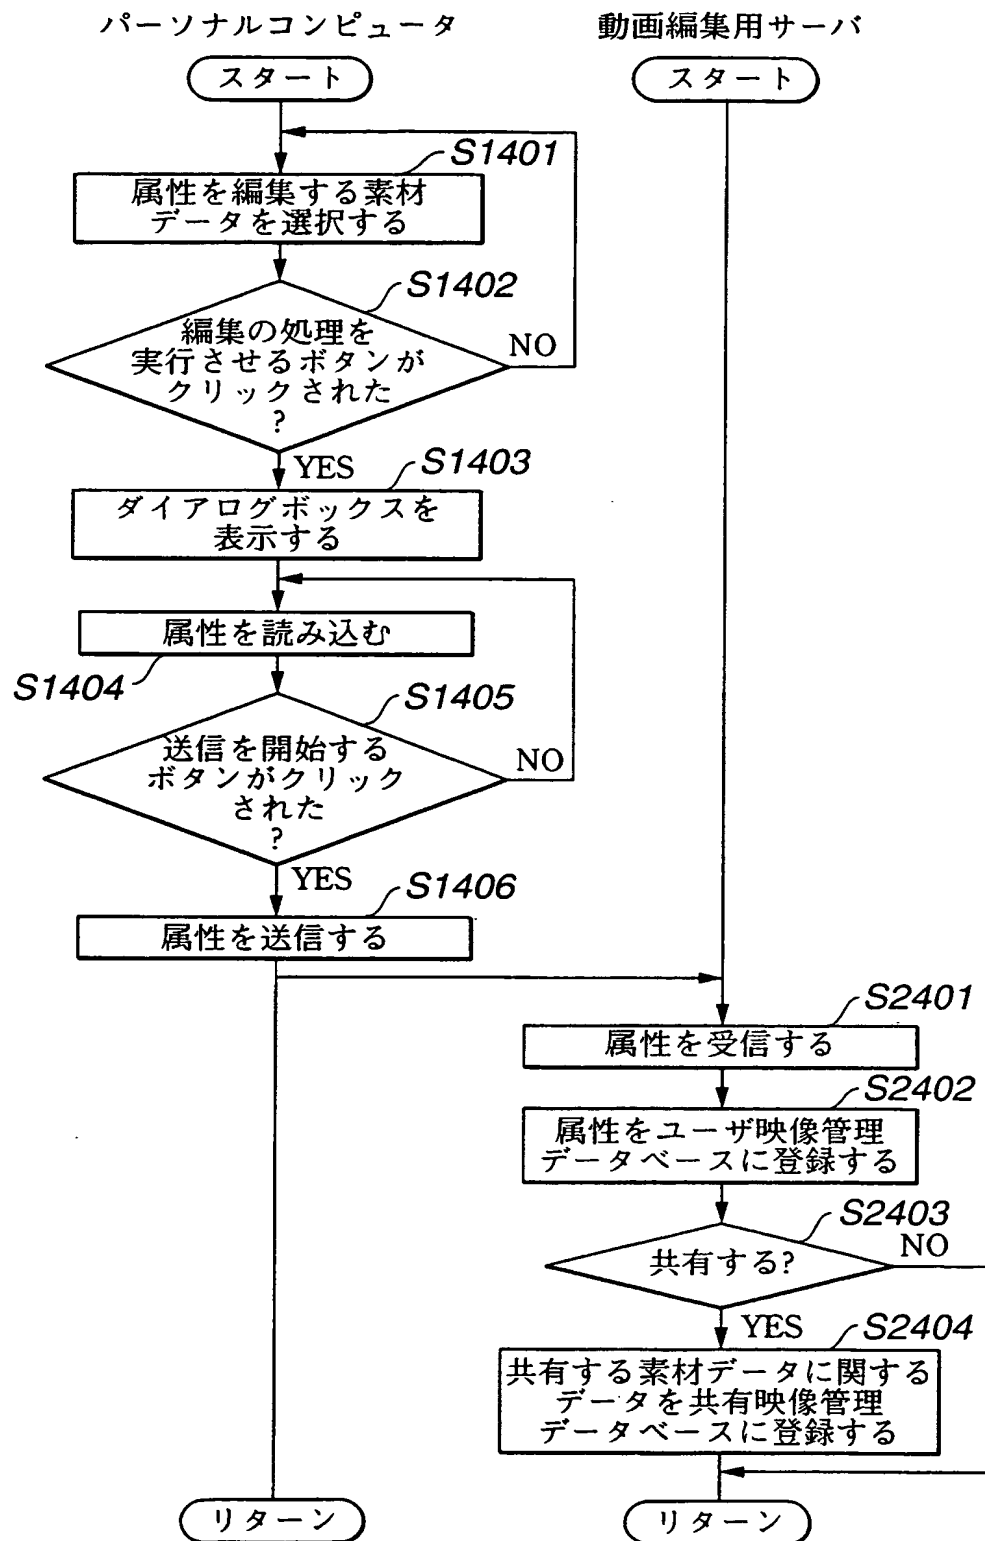 パーソナルコンピュータ
動画編集用サーバ
スタート
スタート
S1401
属性を編集する素材
データを選択する
S1402
編集の処理を
実行させるボタンが
クリックされた
?
NO
YES
S1403
ダイアログボックスを
表示する
属性を読み込む
S1404
S1405
送信を開始する
ボタンがクリック
された
?
NO
YES
S1406
属性を送信する
S2401
属性を受信する
S2402
属性をユーザ映像管理
データベースに登録する
S2403
共有する?
NO
YES
S2404
共有する素材データに関する
データを共有映像管理
データベースに登録する
リターン
リターン